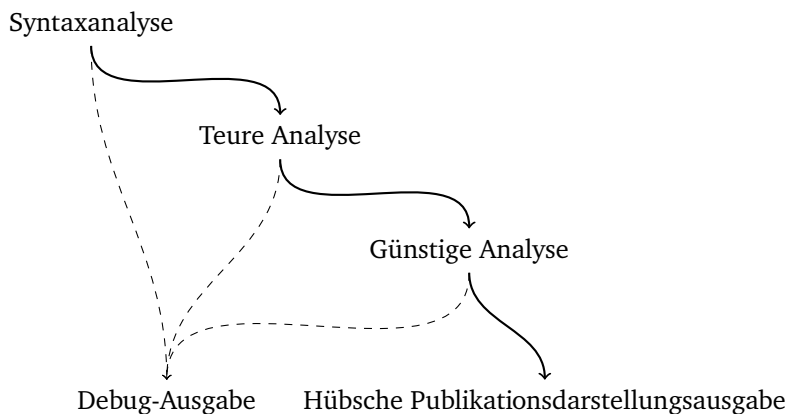 Syntaxanalyse
Teure Analyse
Günstige Analyse
Debug-Ausgabe
Hübsche Publikationsdarstellungsausgabe